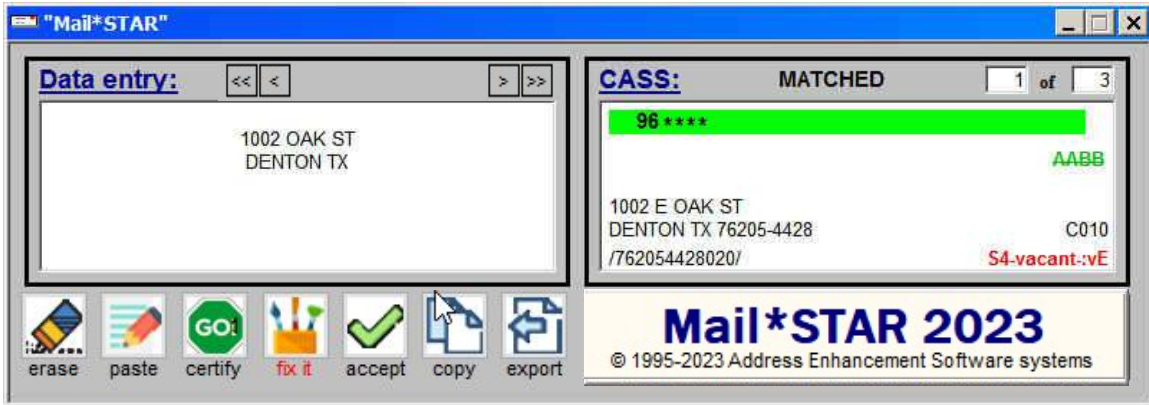 "Mail*STAR"
Data entry: << < > >>
1002 OAK ST
DENTON TX
CASS: MATCHED 1 of 3
96 ****
AABB
1002 E OAK ST
DENTON TX 76205-4428 C010
/762054428020/ S4-vacant-:vE
GO!
erase paste certify fix it accept copy export
Mail*STAR 2023
© 1995-2023 Address Enhancement Software systems